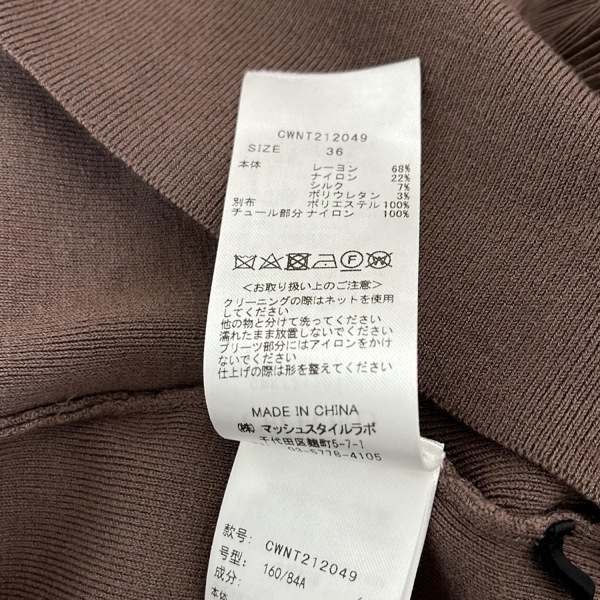 CWNT212049
SIZE 36
本体 レーヨン 68%
ナイロン 22%
シルク 7%
ポリウレタン 3%
別布 ポリエステル 100%
チュール部分 ナイロン 100%
F W
<お取り扱い上のご注意>
クリーニングの際はネットを使用
してください
他の物と分けて洗ってください
濡れたまま放置しないでください
プリーツ部分にはアイロンをかけ
ないでください
仕上げの際は形を整えてください
MADE IN CHINA
(株) マッシュスタイルラボ
千代田区麹町5-7-1
03-5778-4105
款号: CWNT212049
号型: 160/84A
成分:
本体